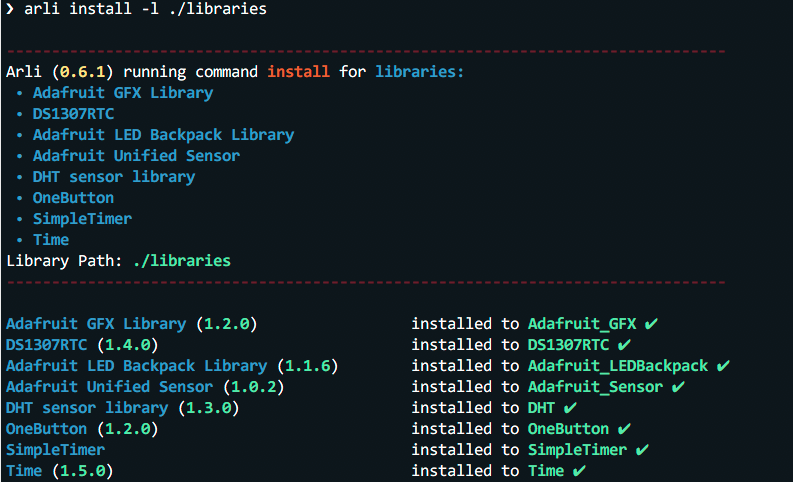 ❯ arli install -l ./libraries
--------------------------------------------------------------------------------
Arli (0.6.1) running command install for libraries:
• Adafruit GFX Library
• DS1307RTC
• Adafruit LED Backpack Library
• Adafruit Unified Sensor
• DHT sensor library
• OneButton
• SimpleTimer
• Time
Library Path: ./libraries
--------------------------------------------------------------------------------
Adafruit GFX Library (1.2.0) installed to Adafruit_GFX ✔
DS1307RTC (1.4.0) installed to DS1307RTC ✔
Adafruit LED Backpack Library (1.1.6) installed to Adafruit_LEDBackpack ✔
Adafruit Unified Sensor (1.0.2) installed to Adafruit_Sensor ✔
DHT sensor library (1.3.0) installed to DHT ✔
OneButton (1.2.0) installed to OneButton ✔
SimpleTimer installed to SimpleTimer ✔
Time (1.5.0) installed to Time ✔